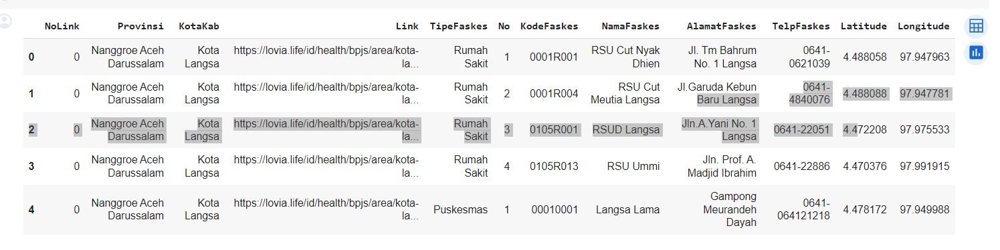 NoLink Provinsi KotaKab Link TipeFaskes No KodeFaskes NamaFaskes AlamatFaskes TelpFaskes Latitude Longitude
0 0 Nanggroe Aceh Darussalam Kota Langsa https://lovia.life/id/health/bpjs/area/kota-la... Rumah Sakit 1 0001R001 RSU Cut Nyak Dhien Jl. Tm Bahrum No. 1 Langsa 0641-0621039 4.488058 97.947963
1 0 Nanggroe Aceh Darussalam Kota Langsa https://lovia.life/id/health/bpjs/area/kota-la... Rumah Sakit 2 0001R004 RSU Cut Meutia Langsa Jl.Garuda Kebun Baru Langsa 0641-4840076 4.488088 97.947781
2 0 Nanggroe Aceh Darussalam Kota Langsa https://lovia.life/id/health/bpjs/area/kota-la... Rumah Sakit 3 0105R001 RSUD Langsa Jln.A.Yani No. 1 Langsa 0641-22051 4.472208 97.975533
3 0 Nanggroe Aceh Darussalam Kota Langsa https://lovia.life/id/health/bpjs/area/kota-la... Rumah Sakit 4 0105R013 RSU Ummi Jln. Prof. A. Madjid Ibrahim 0641-22886 4.470376 97.991915
4 0 Nanggroe Aceh Darussalam Kota Langsa https://lovia.life/id/health/bpjs/area/kota-la... Puskesmas 1 00010001 Langsa Lama Gampong Meurandeh Dayah 0641-064121218 4.478172 97.949988